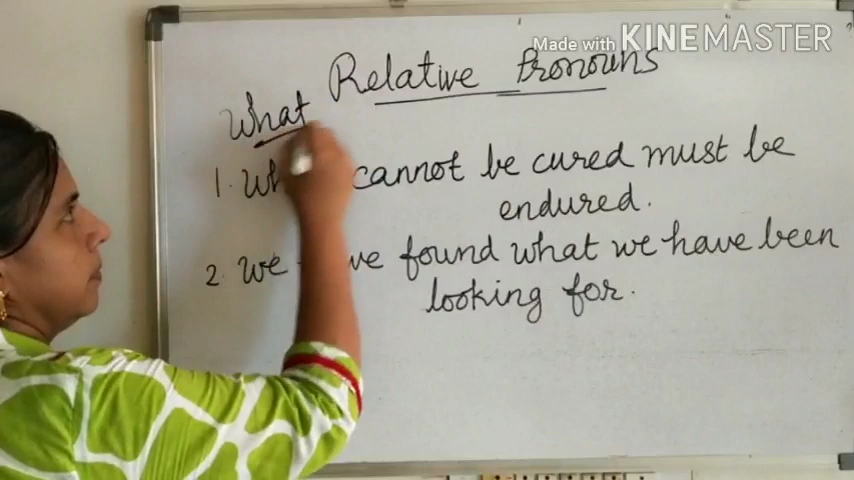 Made with KINEMASTER
Relative Pronouns
What
1. Wh cannot be cured must be
endured.
2. We ve found what we have been
looking for.